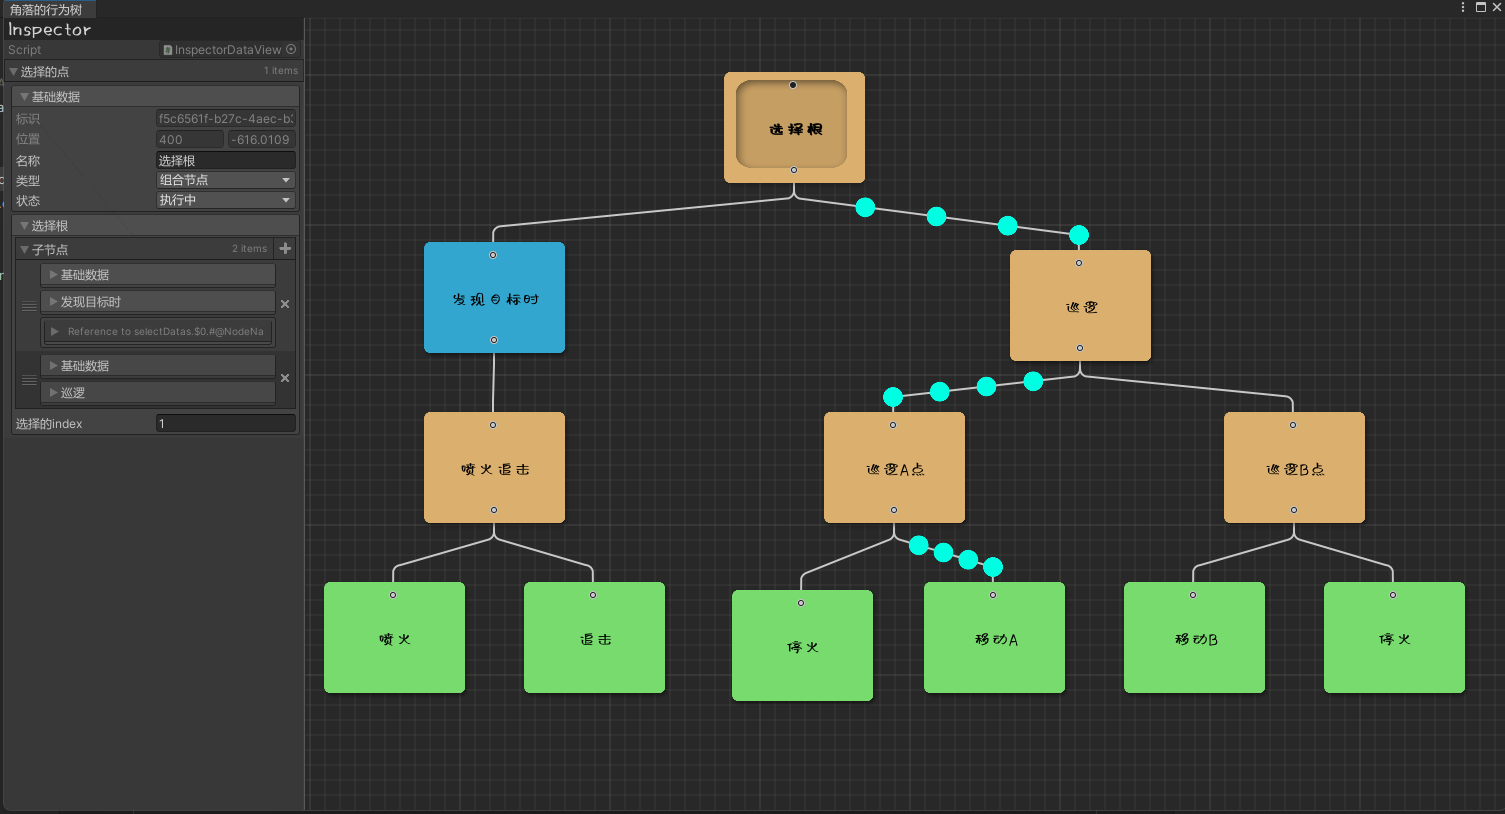 角落的行为树
Inspector
Script
InspectorDataView
选择的点
1 items
基础数据
标识
f5c6561f-b27c-4aec-b
位置
400
-616.0109
名称
选择根
类型
组合节点
状态
执行中
选择根
子节点
2 items
基础数据
发现目标时
Reference to selectDatas.$0.#@NodeNa
基础数据
巡逻
选择的index
1
选择根
发现目标时
巡逻
喷火追击
巡逻A点
巡逻B点
喷火
追击
停火
移动A
移动B
停火